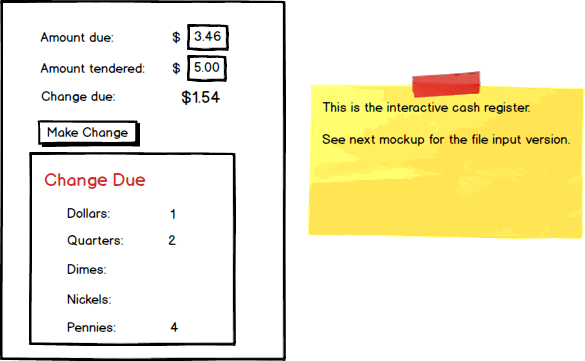 Amount due: $ 3.46
Amount tendered: $ 5.00
Change due: $1.54
Make Change
Change Due
Dollars: 1
Quarters: 2
Dimes:
Nickels:
Pennies: 4
This is the interactive cash register.
See next mockup for the file input version.